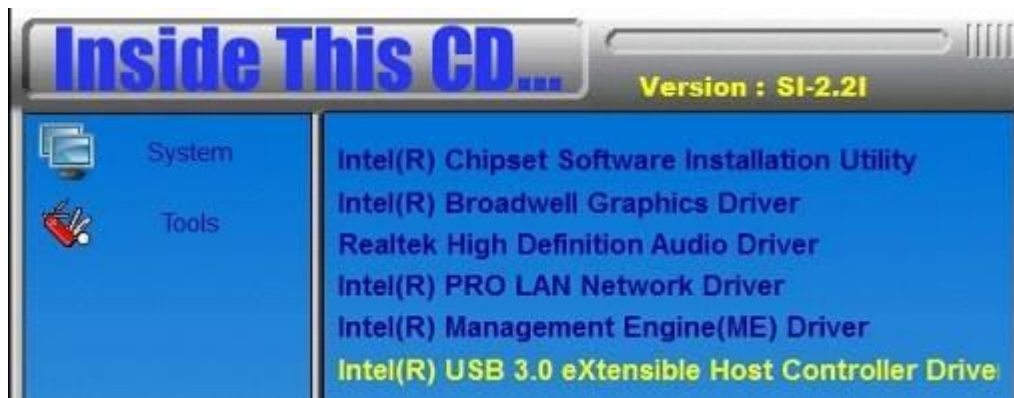 Inside This CD...
Version : SI-2.2I
System
Tools
Intel(R) Chipset Software Installation Utility
Intel(R) Broadwell Graphics Driver
Realtek High Definition Audio Driver
Intel(R) PRO LAN Network Driver
Intel(R) Management Engine(ME) Driver
Intel(R) USB 3.0 eXtensible Host Controller Drive